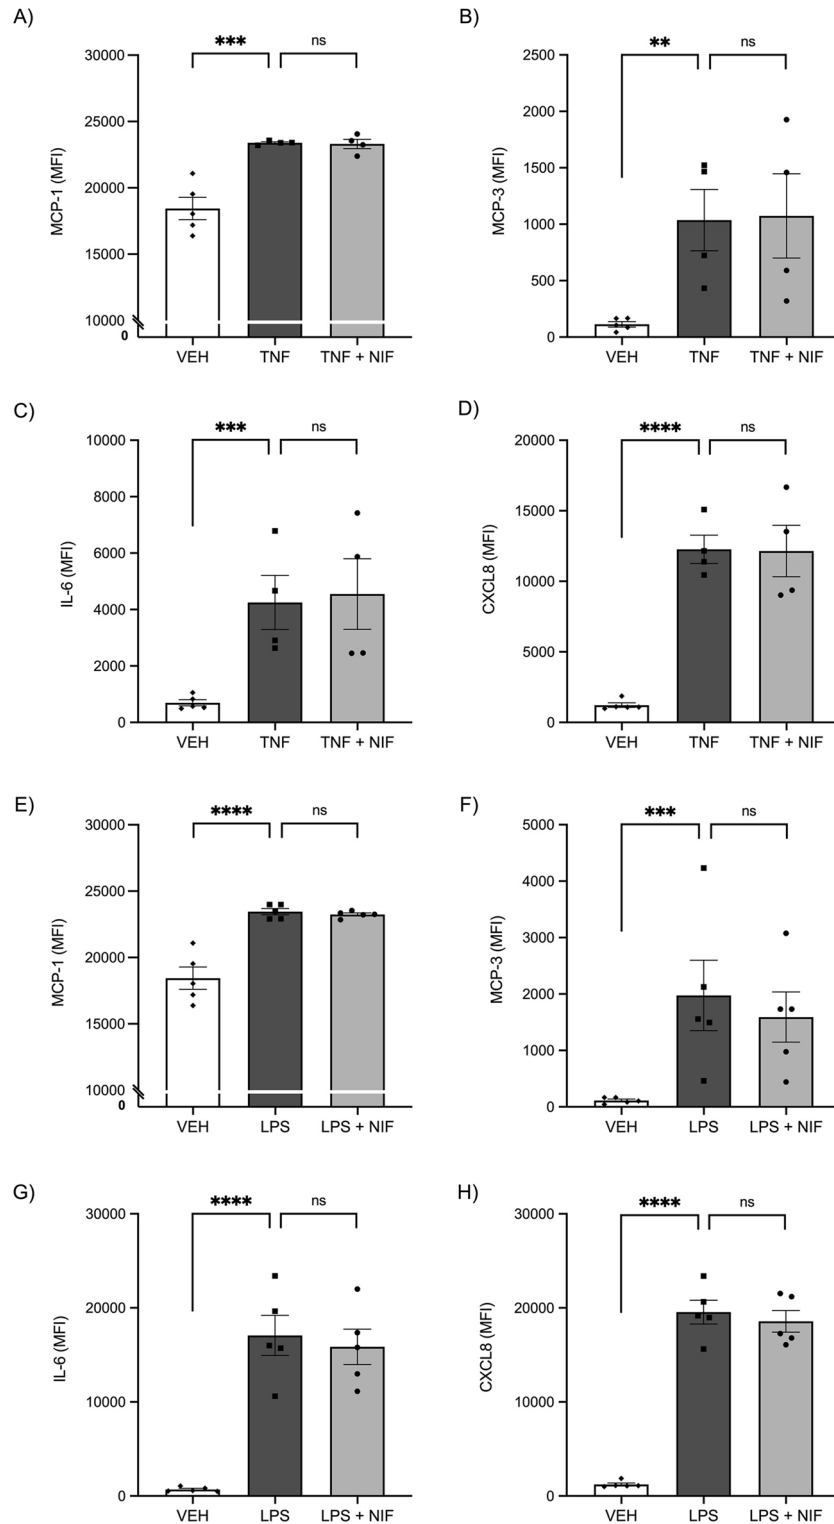 A)
MCP-1 (MFI)
30000
25000
20000
15000
10000
0
*** ns
VEH TNF TNF + NIF
B)
MCP-3 (MFI)
2500
2000
1500
1000
500
0
** ns
VEH TNF TNF + NIF
C)
IL-6 (MFI)
10000
8000
6000
4000
2000
0
*** ns
VEH TNF TNF + NIF
D)
CXCL8 (MFI)
20000
15000
10000
5000
0
**** ns
VEH TNF TNF + NIF
E)
MCP-1 (MFI)
30000
25000
20000
15000
10000
0
**** ns
VEH LPS LPS + NIF
F)
MCP-3 (MFI)
5000
4000
3000
2000
1000
0
*** ns
VEH LPS LPS + NIF
G)
IL-6 (MFI)
30000
20000
10000
0
**** ns
VEH LPS LPS + NIF
H)
CXCL8 (MFI)
30000
20000
10000
0
**** ns
VEH LPS LPS + NIF